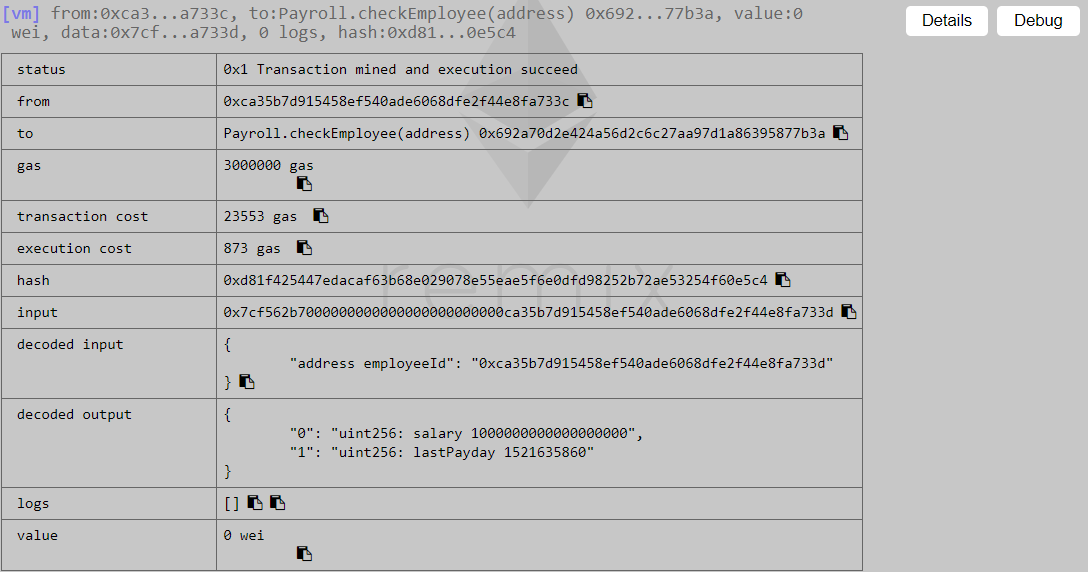 [vm] from:0xca3...a733c, to:Payroll.checkEmployee(address) 0x692...77b3a, value:0
wei, data:0x7cf...a733d, 0 logs, hash:0xd81...0e5c4
Details
Debug
status 0x1 Transaction mined and execution succeed
from 0xca35b7d915458ef540ade6068dfe2f44e8fa733c
to Payroll.checkEmployee(address) 0x692a70d2e424a56d2c6c27aa97d1a86395877b3a
gas 3000000 gas
transaction cost 23553 gas
execution cost 873 gas
hash 0xd81f425447edacaf63b68e029078e55eae5f6e0dfd98252b72ae53254f60e5c4
input 0x7cf562b7000000000000000000000000ca35b7d915458ef540ade6068dfe2f44e8fa733d
decoded input {
"address employeeId": "0xca35b7d915458ef540ade6068dfe2f44e8fa733d"
}
decoded output {
"0": "uint256: salary 1000000000000000000",
"1": "uint256: lastPayday 1521635860"
}
logs []
value 0 wei
remix